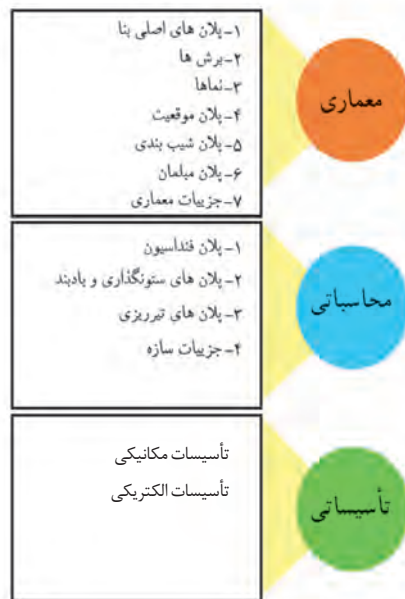 معماری
۱-پلان های اصلی بنا
۲-برش ها
۳-نماها
۴-پلان موقعیت
۵-پلان شیب بندی
۶-پلان مبلمان
۷-جزییات معماری
محاسباتی
۱-پلان فنداسیون
۲-پلان های ستونگذاری و بادبند
۳-پلان های تیرریزی
۴-جزییات سازه
تأسیساتی
تأسیسات مکانیکی
تأسیسات الکتریکی